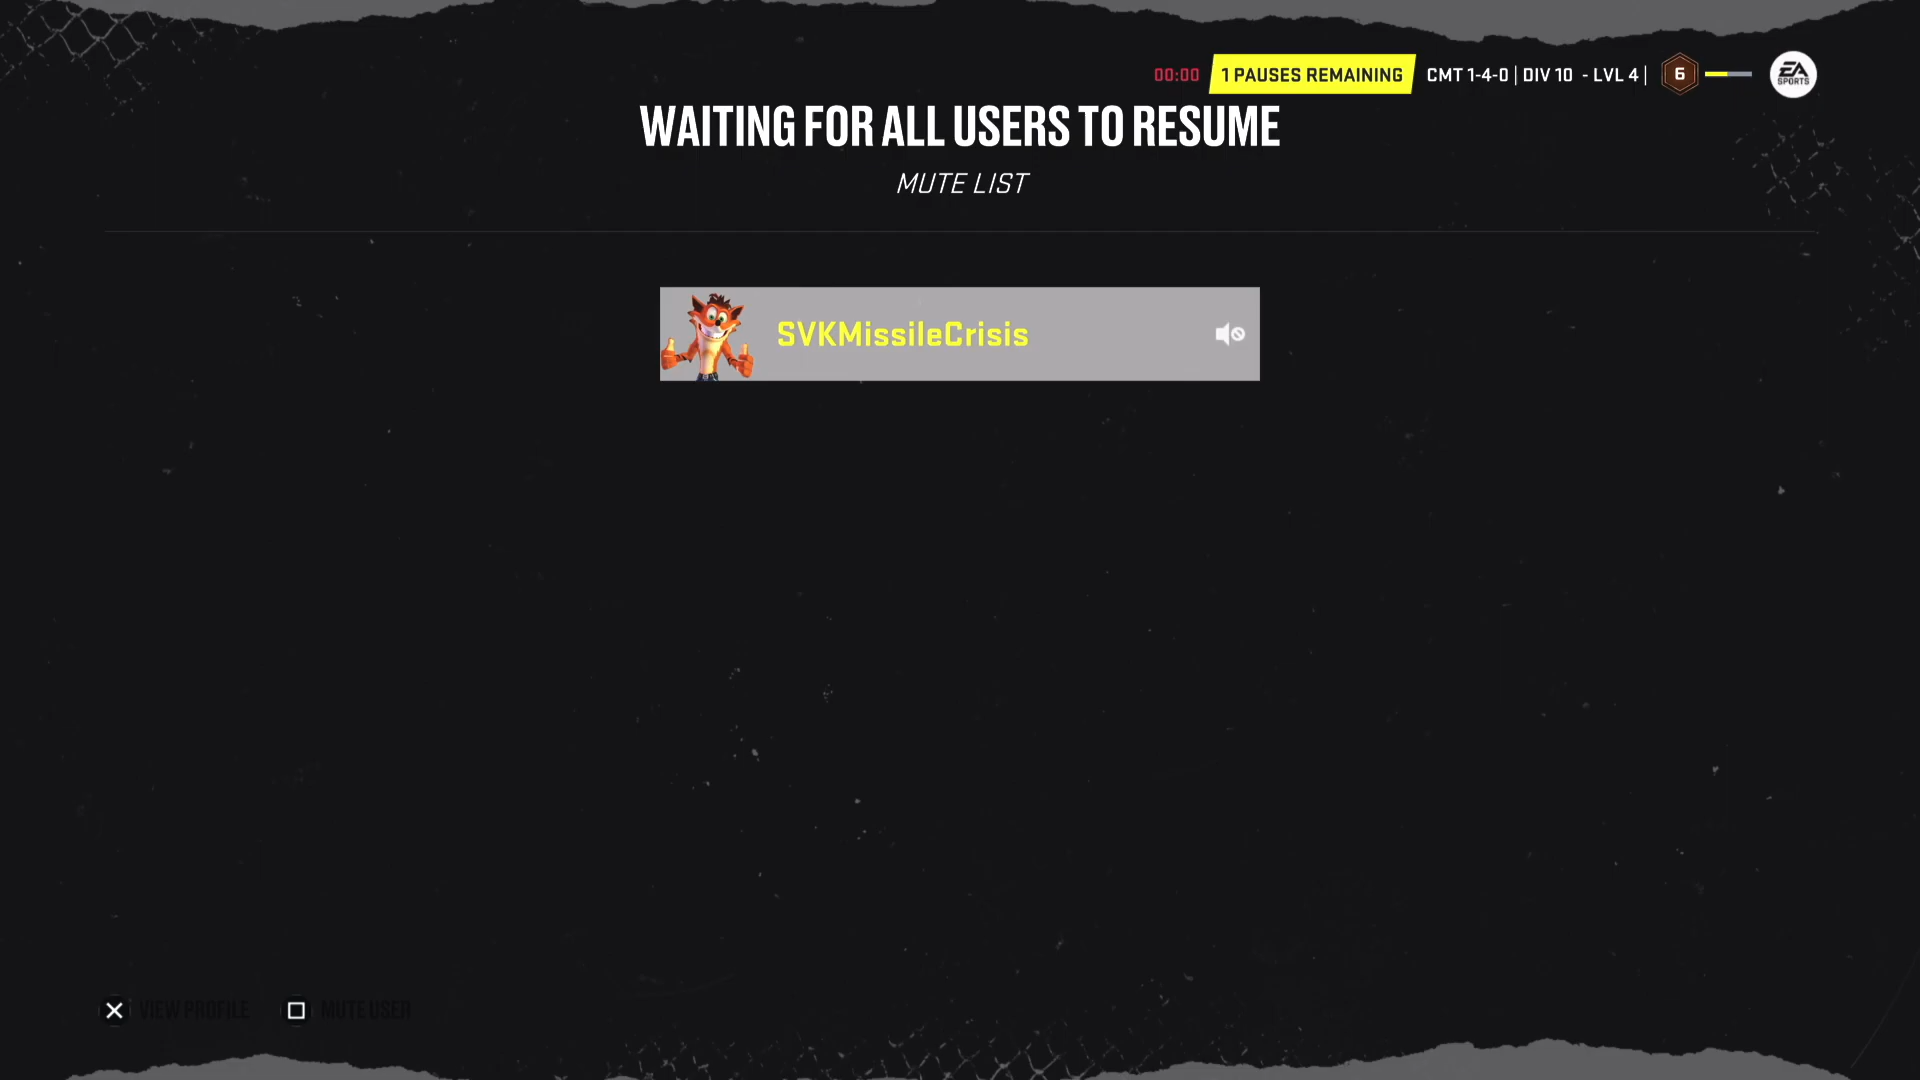 00:00 1 PAUSES REMAINING CMT 1-4-0 | DIV 10 - LVL 4 | 6 EA SPORTS
WAITING FOR ALL USERS TO RESUME
MUTE LIST
SVKMissileCrisis
VIEW PROFILE MUTE USER